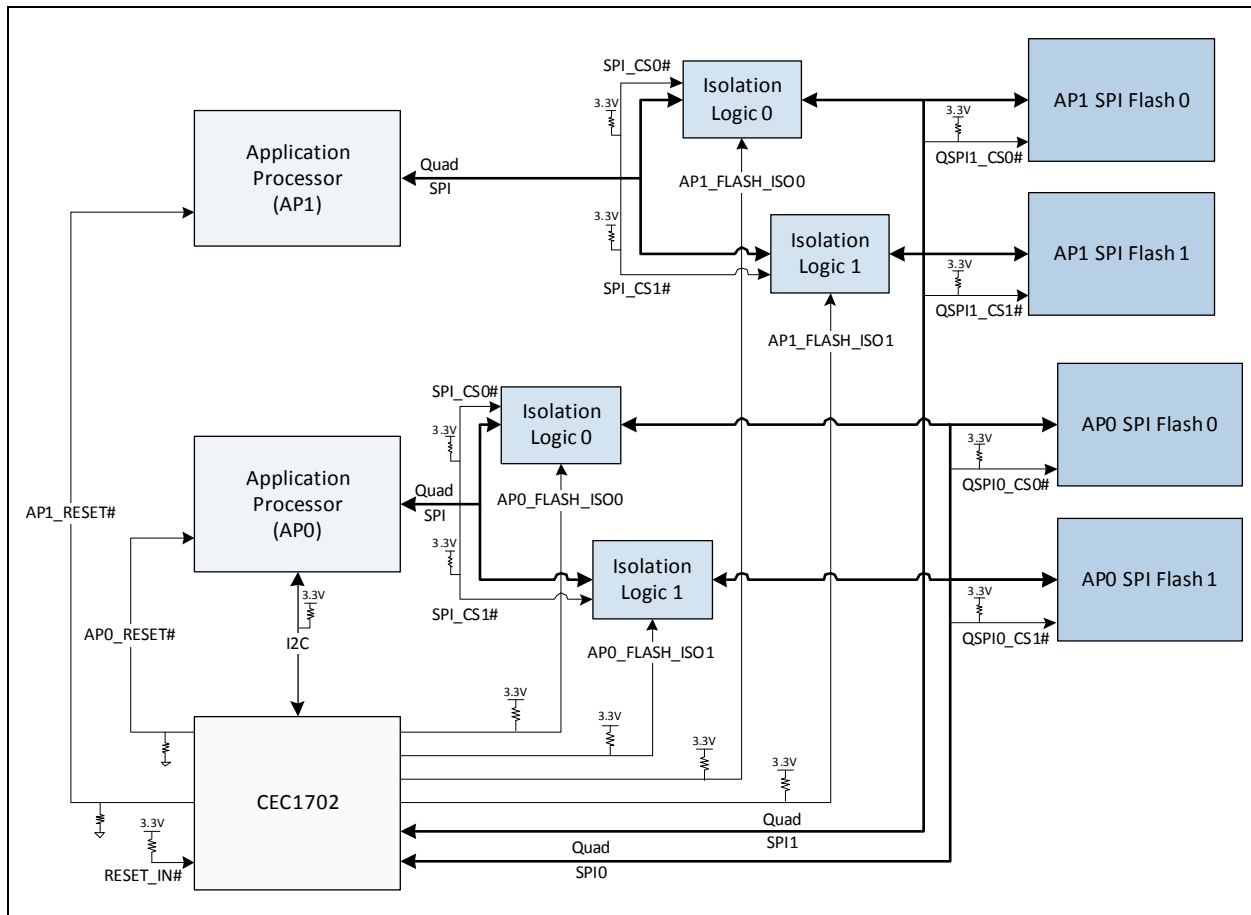 SPI_CS0#
3.3V
Isolation
Logic 0
AP1 SPI Flash 0
3.3V
QSPI1_CS0#
Application
Processor
(AP1)
Quad
SPI
AP1_FLASH_ISO0
3.3V
SPI_CS1#
Isolation
Logic 1
AP1 SPI Flash 1
3.3V
QSPI1_CS1#
AP1_FLASH_ISO1
SPI_CS0#
3.3V
Isolation
Logic 0
AP0 SPI Flash 0
3.3V
QSPI0_CS0#
Application
Processor
(AP0)
Quad
SPI
AP0_FLASH_ISO0
AP1_RESET#
3.3V
SPI_CS1#
Isolation
Logic 1
AP0 SPI Flash 1
3.3V
QSPI0_CS1#
3.3V
I2C
AP0_RESET#
AP0_FLASH_ISO1
3.3V
3.3V
3.3V
3.3V
CEC1702
3.3V
RESET_IN#
Quad
SPI1
Quad
SPI0